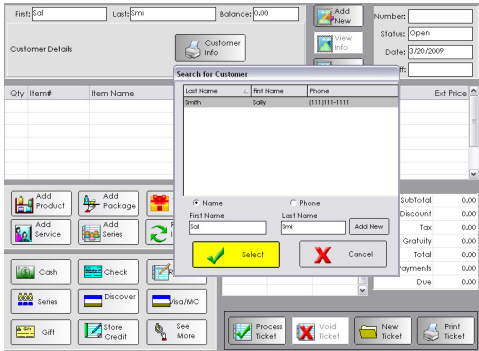 First: Sal Last: Smi Balance: 0.00
Add New
Number:
View Info
Status: Open
Customer Details
Customer Info
Date: 3/20/2009
ff:
Search for Customer
Qty Item# Item Name Ext Price
Last Name First Name Phone
Smith Sally (111)111-1111
Name Phone
First Name Last Name
Sal Smi Add New
Select Cancel
Add Product Add Package
Add Service Add Series
SubTotal 0.00
Discount 0.00
Tax 0.00
Gratuity 0.00
Total 0.00
ayments 0.00
Due 0.00
Cash Check
Series Discover Visa/MC
Gift Store Credit See More
Process Ticket Void Ticket New Ticket Print Ticket